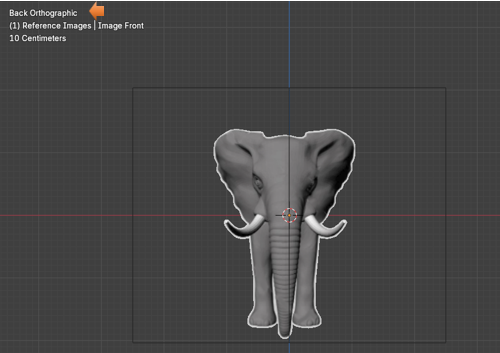 Back Orthographic
(1) Reference Images | Image Front
10 Centimeters